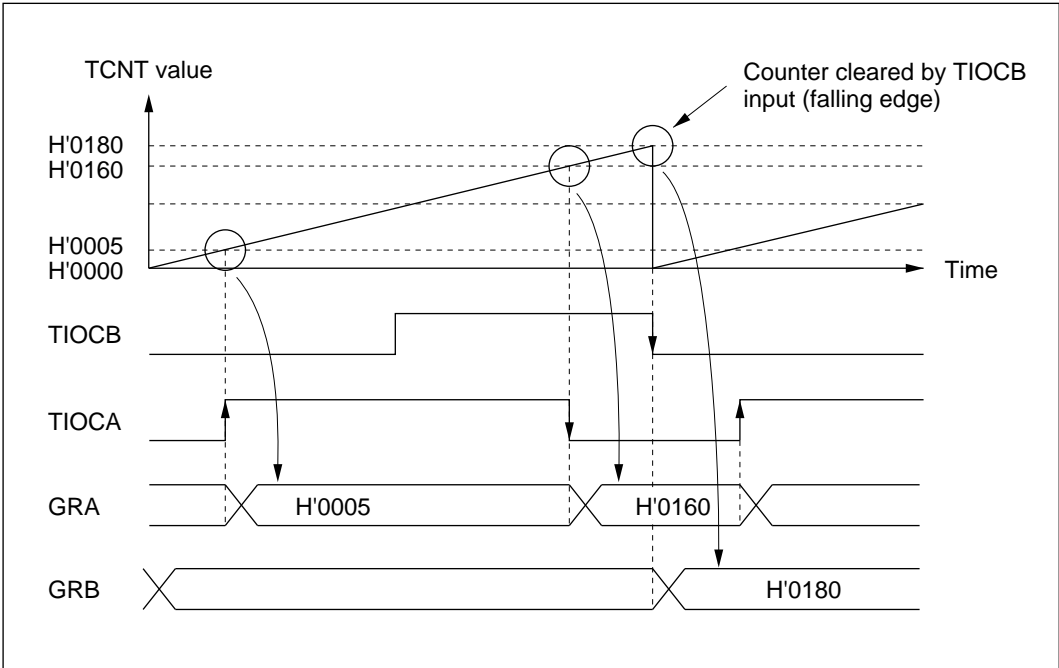 TCNT value
Counter cleared by TIOCB
input (falling edge)
H'0180
H'0160
H'0005
H'0000
Time
TIOCB
TIOCA
GRA
H'0005
H'0160
GRB
H'0180